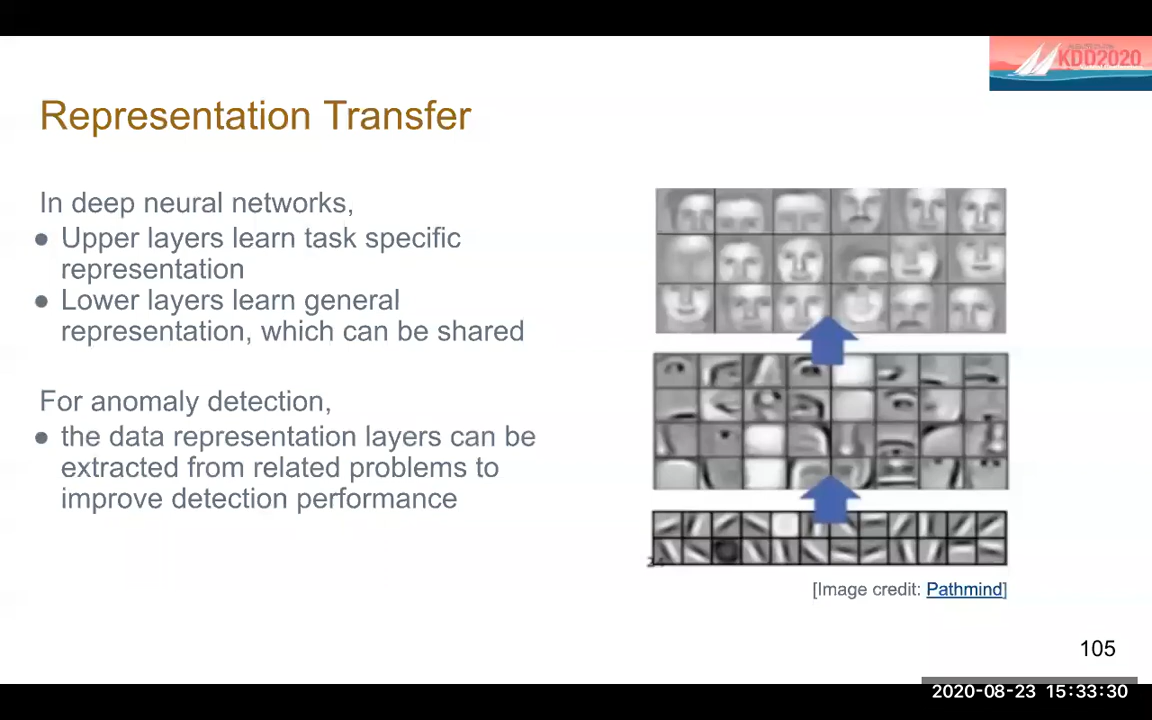 KDD2020
Representation Transfer
In deep neural networks,
● Upper layers learn task specific
representation
● Lower layers learn general
representation, which can be shared
For anomaly detection,
● the data representation layers can be
extracted from related problems to
improve detection performance
[Image credit: Pathmind]
105
2020-08-23 15:33:30